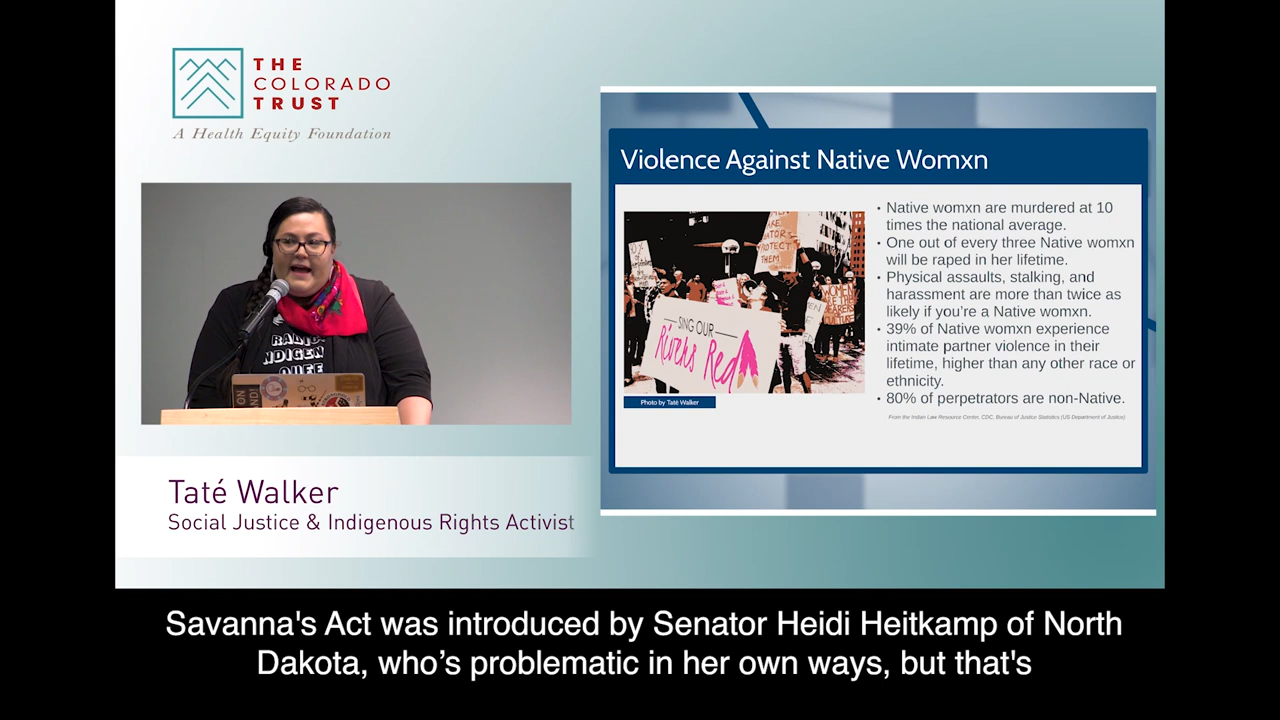 THE
COLORADO
TRUST
A Health Equity Foundation
Violence Against Native Womxn
• Native womxn are murdered at 10
times the national average.
• One out of every three Native womxn
will be raped in her lifetime.
• Physical assaults, stalking, and
harassment are more than twice as
likely if you're a Native womxn.
• 39% of Native womxn experience
intimate partner violence in their
lifetime, higher than any other race or
ethnicity.
• 80% of perpetrators are non-Native.
From the Indian Law Resource Center, CDC, Bureau of Justice Statistics (US Department of Justice)
PROTECT
THEM
SING OUR
Rivers Red
Photo by Taté Walker
Taté Walker
Social Justice & Indigenous Rights Activist
Savanna's Act was introduced by Senator Heidi Heitkamp of North
Dakota, who's problematic in her own ways, but that's